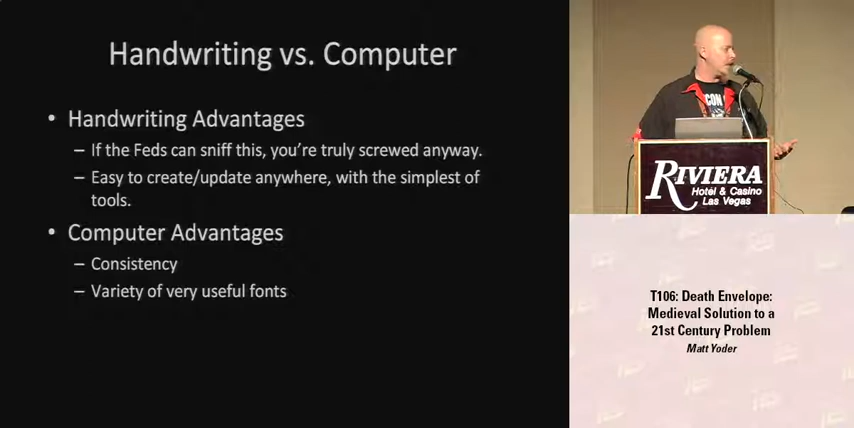 Handwriting vs. Computer
• Handwriting Advantages
– If the Feds can sniff this, you're truly screwed anyway.
– Easy to create/update anywhere, with the simplest of
tools.
• Computer Advantages
– Consistency
– Variety of very useful fonts
CON
RIVIERA
Hotel & Casino
Las Vegas
T106: Death Envelope:
Medieval Solution to a
21st Century Problem
Matt Yoder